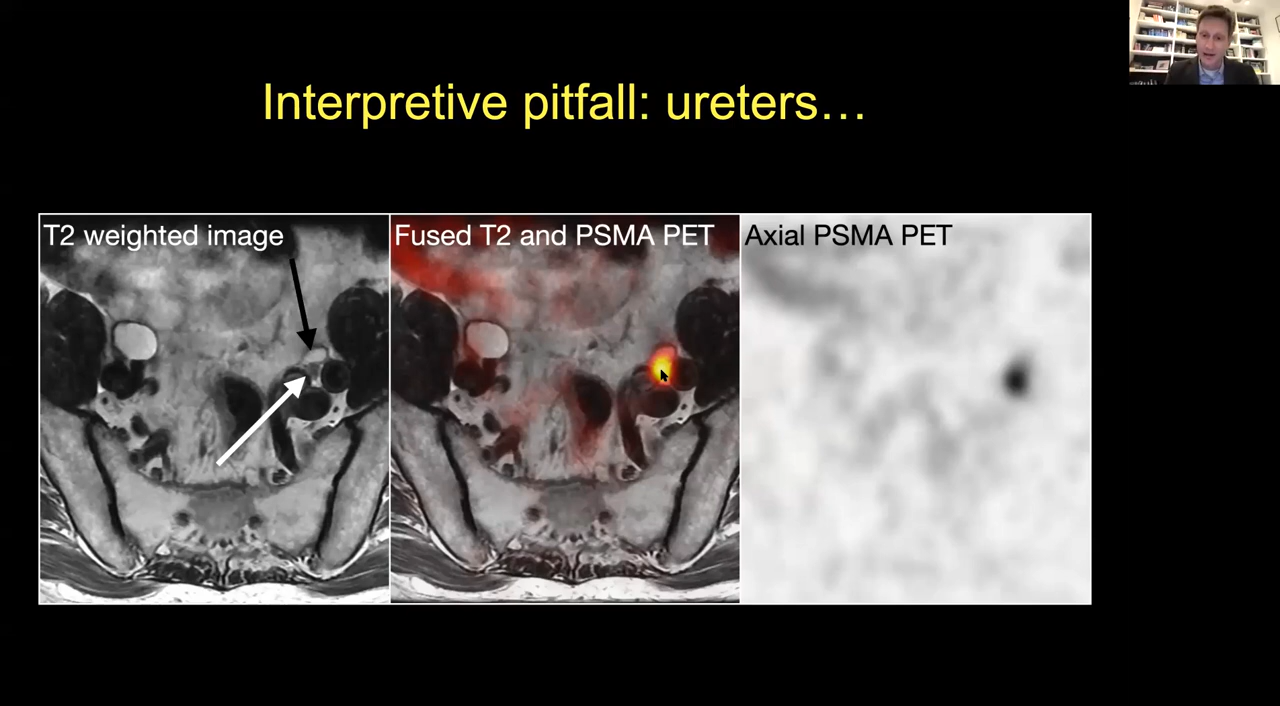 Interpretive pitfall: ureters…
T2 weighted image
Fused T2 and PSMA PET
Axial PSMA PET